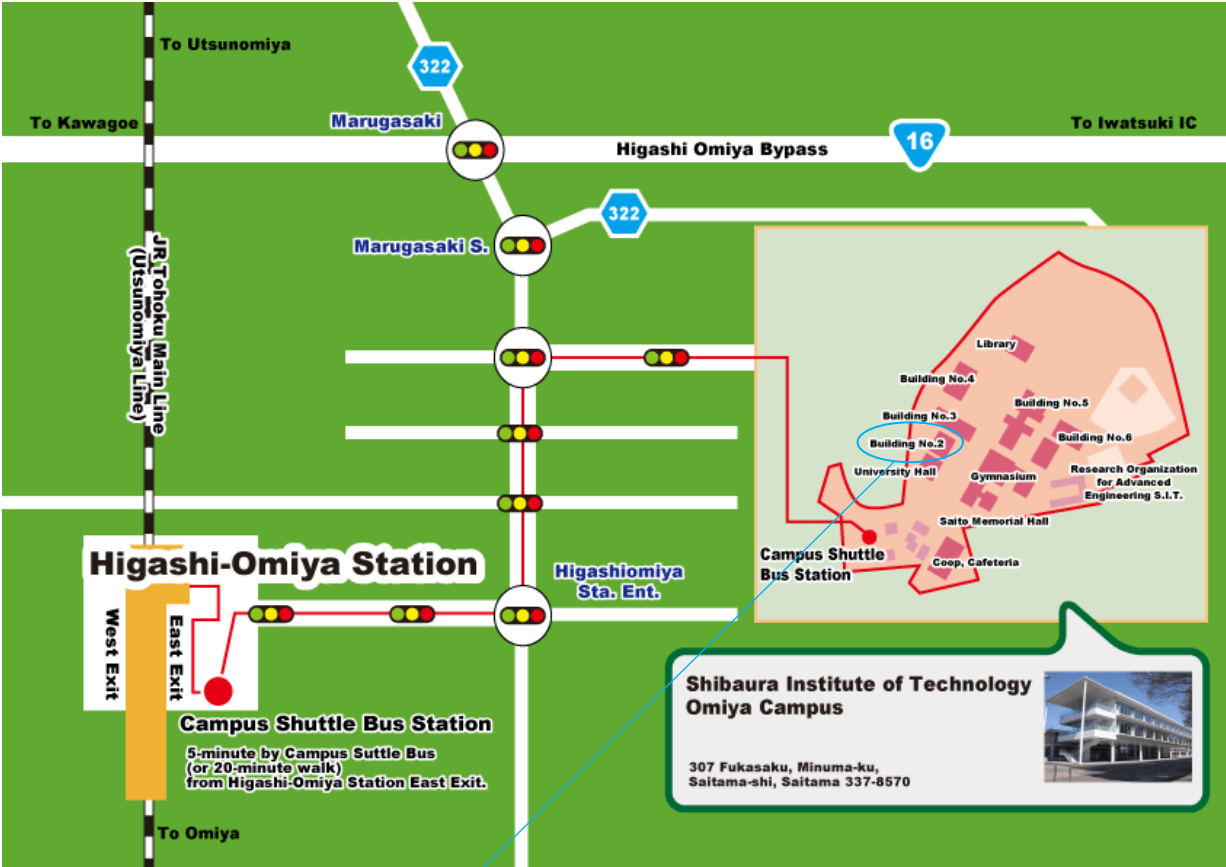 To Utsunomiya
322
To Kawagoe
Marugasaki
To Iwatsuki IC
16
Higashi Omiya Bypass
322
Marugasaki S.
JR Tohoku Main Line
(Utsunomiya Line)
Library
Building No.4
Building No.5
Building No.3
Building No.2
Building No.6
University Hall
Gymnasium
Research Organization
for Advanced
Engineering S.I.T.
Saito Memorial Hall
Campus Shuttle
Bus Station
Coop, Cafeteria
Higashi-Omiya Station
Higashiomiya
Sta. Ent.
West Exit
East Exit
Campus Shuttle Bus Station
5-minute by Campus Suttle Bus
(or 20-minute walk)
from Higashi-Omiya Station East Exit.
To Omiya
Shibaura Institute of Technology
Omiya Campus
307 Fukasaku, Minuma-ku,
Saitama-shi, Saitama 337-8570